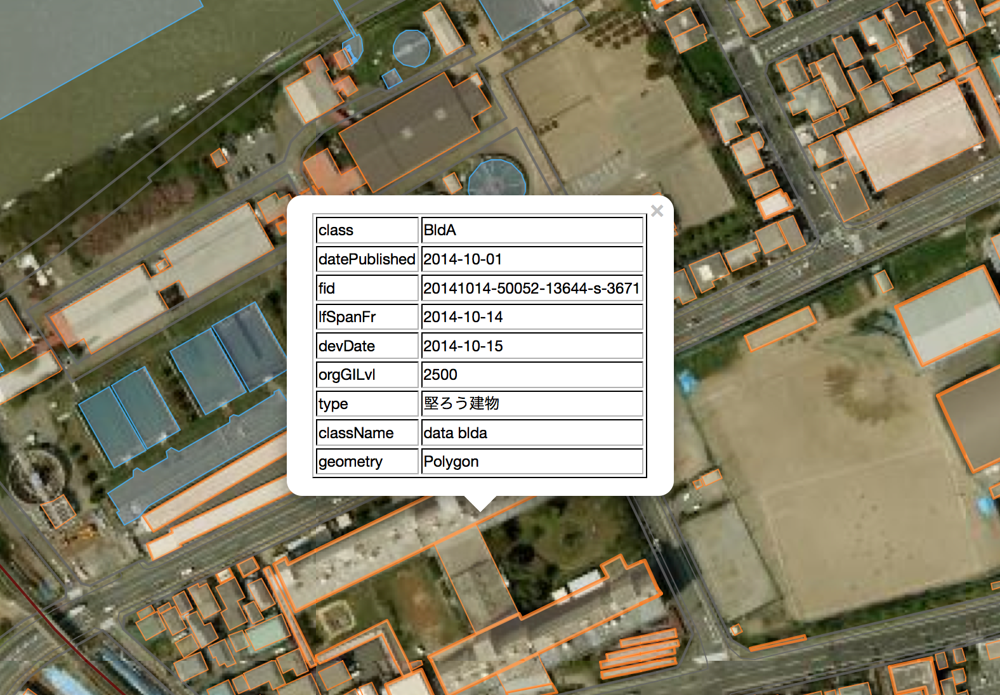 ×
class BldA
datePublished 2014-10-01
fid 20141014-50052-13644-s-3671
lfSpanFr 2014-10-14
devDate 2014-10-15
orgGILvl 2500
type 堅ろう建物
className data blda
geometry Polygon